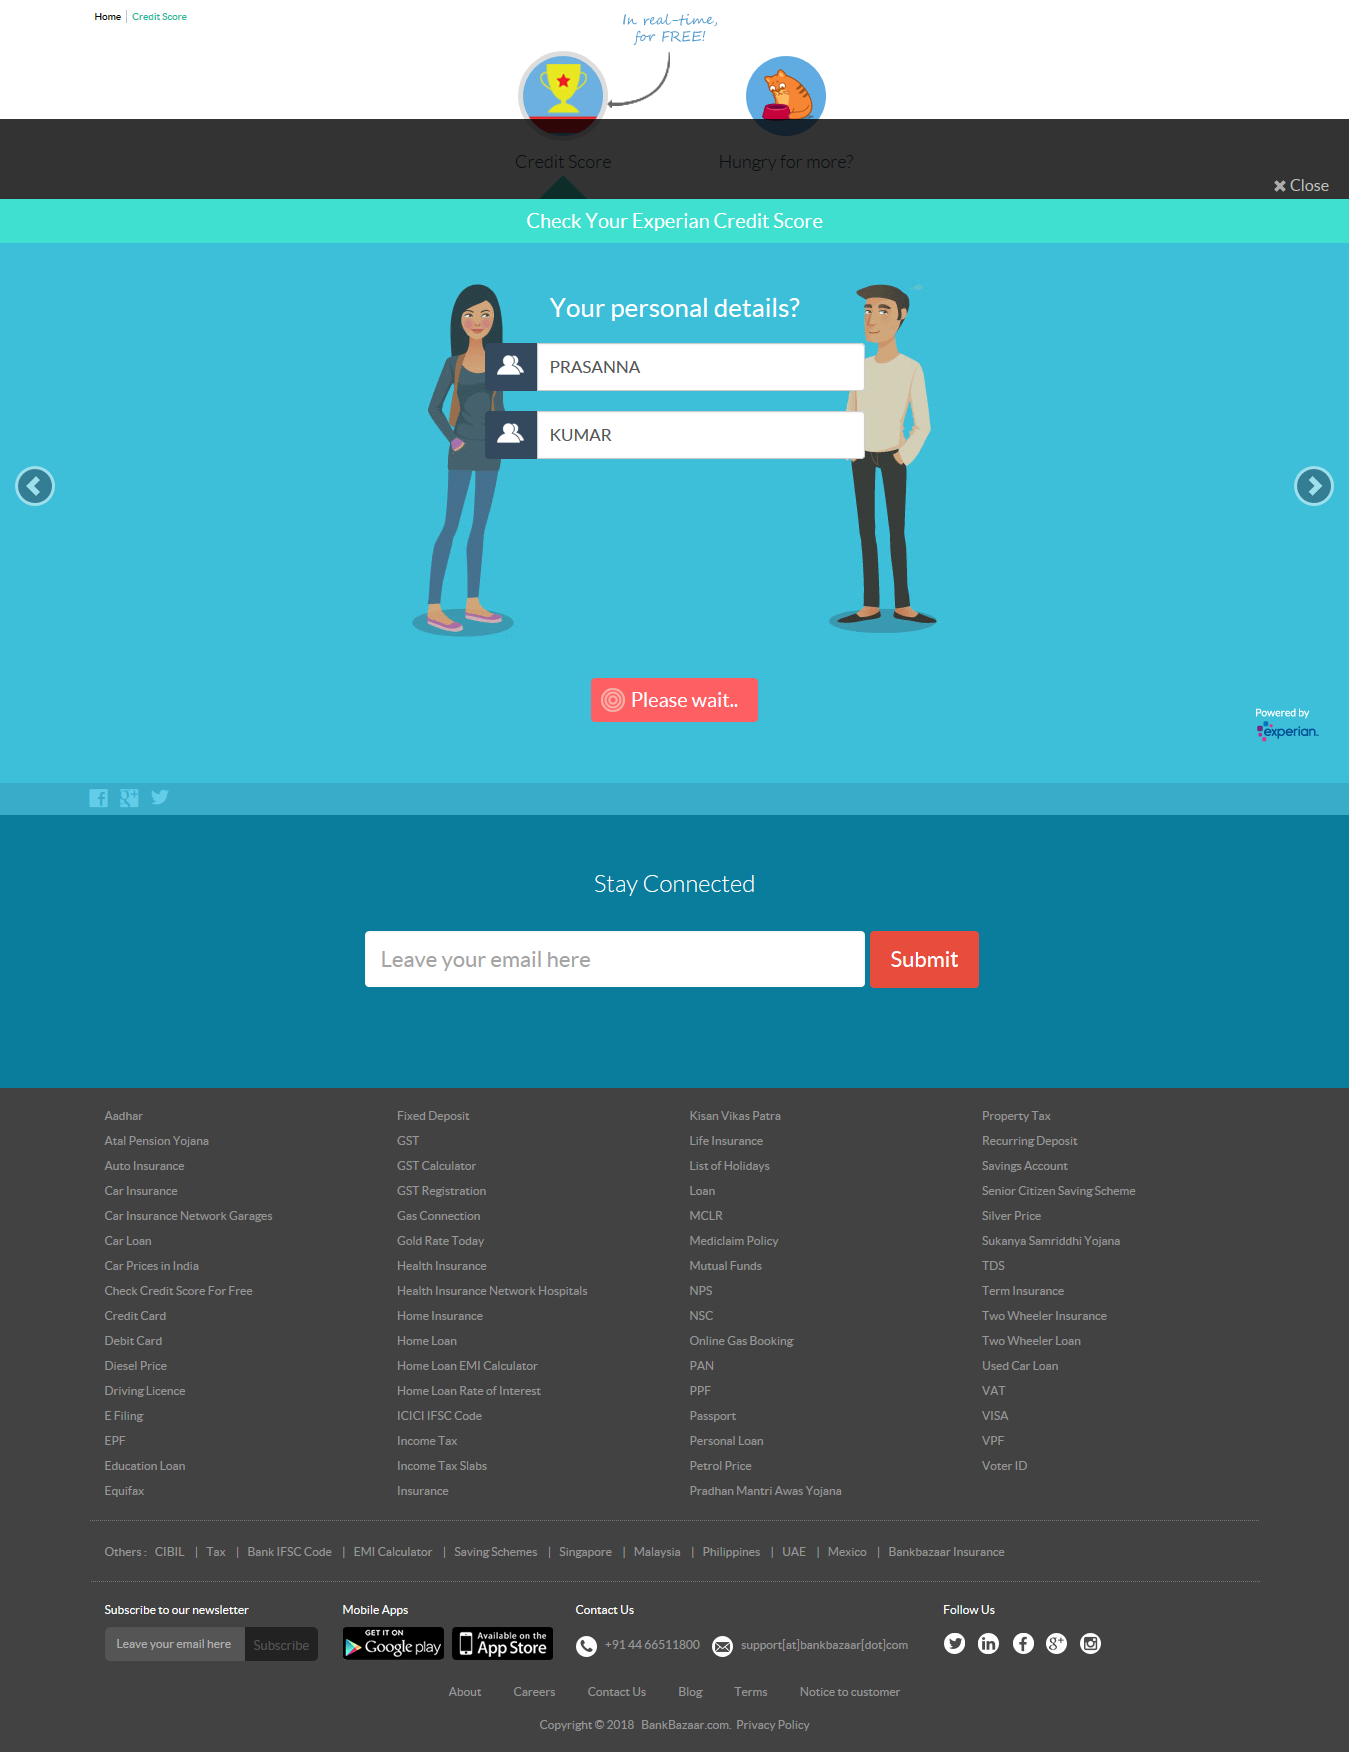 Home | Credit Score
In real-time,
for FREE!
Credit Score
Hungry for more?
✖ Close
Check Your Experian Credit Score
Your personal details?
PRASANNA
KUMAR
Please wait..
Powered by
experian.
Stay Connected
Leave your email here
Submit
Aadhar
Atal Pension Yojana
Auto Insurance
Car Insurance
Car Insurance Network Garages
Car Loan
Car Prices in India
Check Credit Score For Free
Credit Card
Debit Card
Diesel Price
Driving Licence
E Filing
EPF
Education Loan
Equifax
Fixed Deposit
GST
GST Calculator
GST Registration
Gas Connection
Gold Rate Today
Health Insurance
Health Insurance Network Hospitals
Home Insurance
Home Loan
Home Loan EMI Calculator
Home Loan Rate of Interest
ICICI IFSC Code
Income Tax
Income Tax Slabs
Insurance
Kisan Vikas Patra
Life Insurance
List of Holidays
Loan
MCLR
Mediclaim Policy
Mutual Funds
NPS
NSC
Online Gas Booking
PAN
PPF
Passport
Personal Loan
Petrol Price
Pradhan Mantri Awas Yojana
Property Tax
Recurring Deposit
Savings Account
Senior Citizen Saving Scheme
Silver Price
Sukanya Samriddhi Yojana
TDS
Term Insurance
Two Wheeler Insurance
Two Wheeler Loan
Used Car Loan
VAT
VISA
VPF
Voter ID
Others : CIBIL | Tax | Bank IFSC Code | EMI Calculator | Saving Schemes | Singapore | Malaysia | Philippines | UAE | Mexico | Bankbazaar Insurance
Subscribe to our newsletter
Leave your email here
Subscribe
Mobile Apps
GET IT ON
Google play
Available on the
App Store
Contact Us
+91 44 66511800
support[at]bankbazaar[dot]com
Follow Us
About Careers Contact Us Blog Terms Notice to customer
Copyright © 2018 BankBazaar.com. Privacy Policy